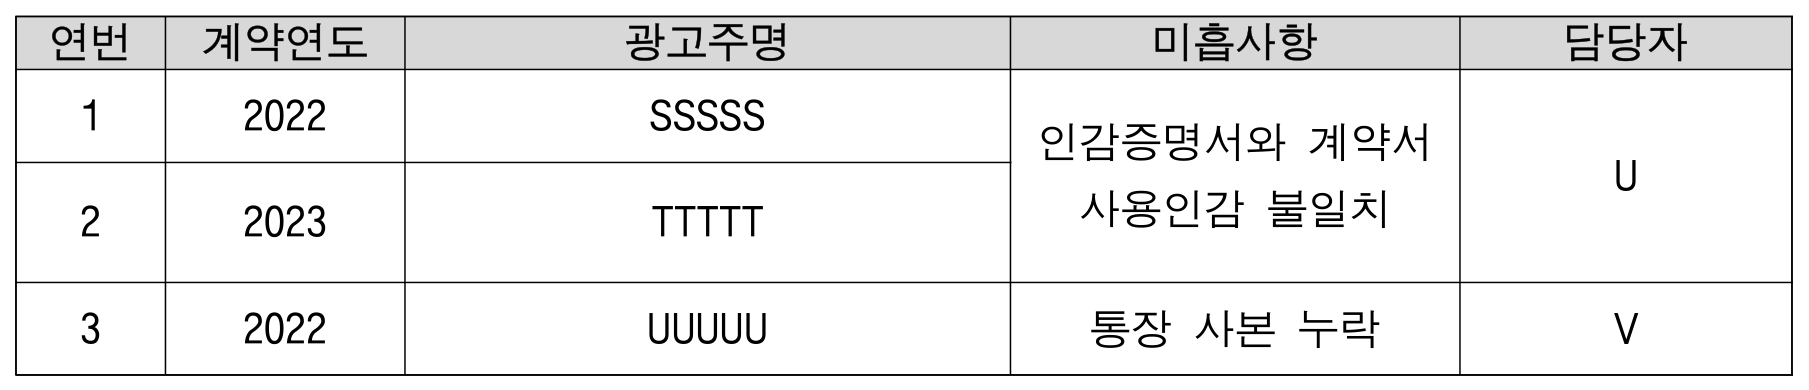 연번 계약연도 광고주명 미흡사항 담당자
1 2022 SSSSS 인감증명서와 계약서
사용인감 불일치 U
2 2023 TTTTT
3 2022 UUUUU 통장 사본 누락 V